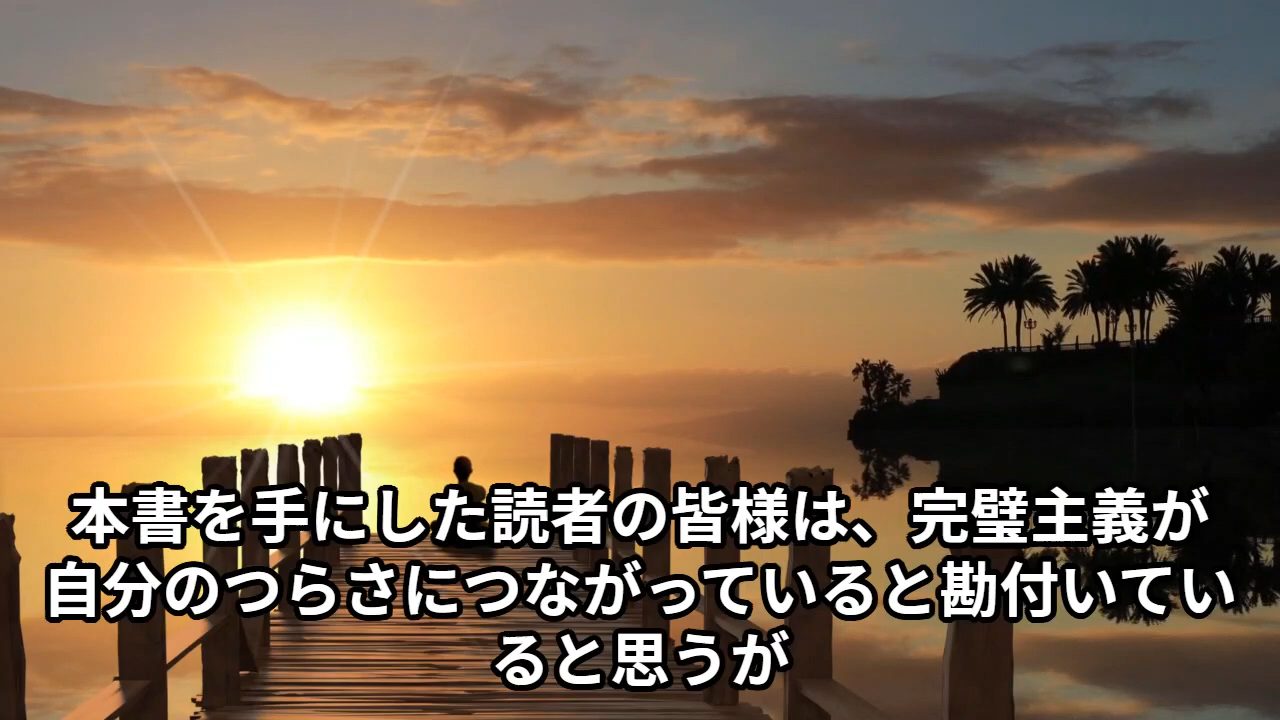 本書を手にした読者の皆様は、完璧主義が
自分のつらさにつながっていると勘付いてい
ると思うが